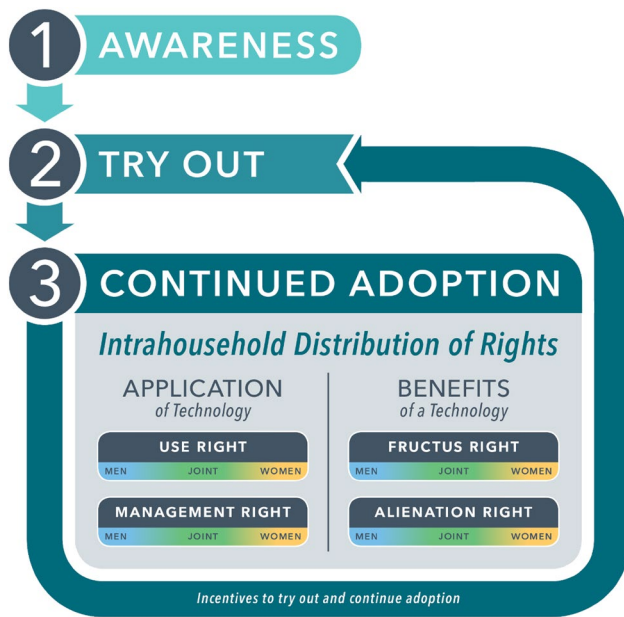 1 AWARENESS
2 TRY OUT
3 CONTINUED ADOPTION
Intrahousehold Distribution of Rights
APPLICATION
of Technology
USE RIGHT
MEN JOINT WOMEN
MANAGEMENT RIGHT
MEN JOINT WOMEN
BENEFITS
of a Technology
FRUCTUS RIGHT
MEN JOINT WOMEN
ALIENATION RIGHT
MEN JOINT WOMEN
Incentives to try out and continue adoption